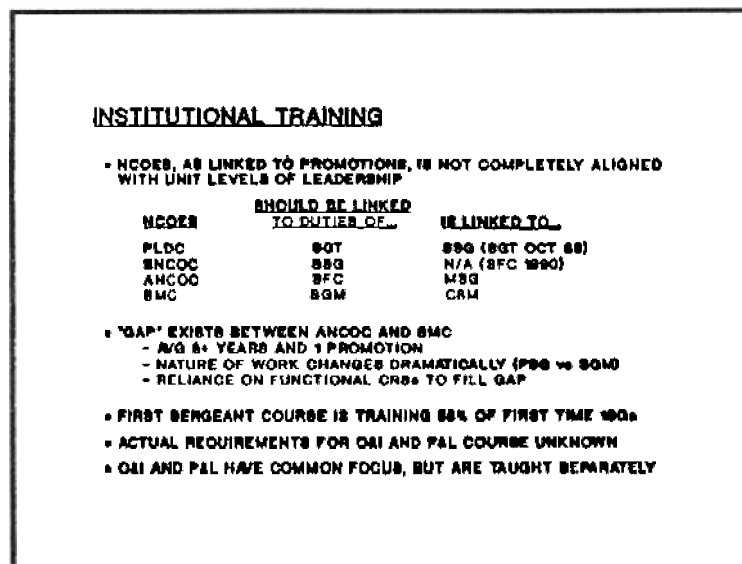 INSTITUTIONAL TRAINING
• NCOES, AS LINKED TO PROMOTIONS, IS NOT COMPLETELY ALIGNED
WITH UNIT LEVELS OF LEADERSHIP
SHOULD BE LINKED
NCOES TO DUTIES OF... IS LINKED TO...
PLDC SGT SSG (SGT OCT
BNCOC SSG N/A (SFC 1990)
ANCOC SFC MSG
SMC SGM CSM
• "GAP" EXISTS BETWEEN ANCOC AND SMC
- AVG YEARS AND 1 PROMOTION
- NATURE OF WORK CHANGES DRAMATICALLY (PSG vs SGM)
- RELIANCE ON FUNCTIONAL CRSs TO FILL GAP
• FIRST SERGEANT COURSE IS TRAINING OF FIRST TIME 1SGs
• ACTUAL REQUIREMENTS FOR O&I AND P&L COURSE UNKNOWN
• O&I AND P&L HAVE COMMON FOCUS, BUT ARE TAUGHT SEPARATELY